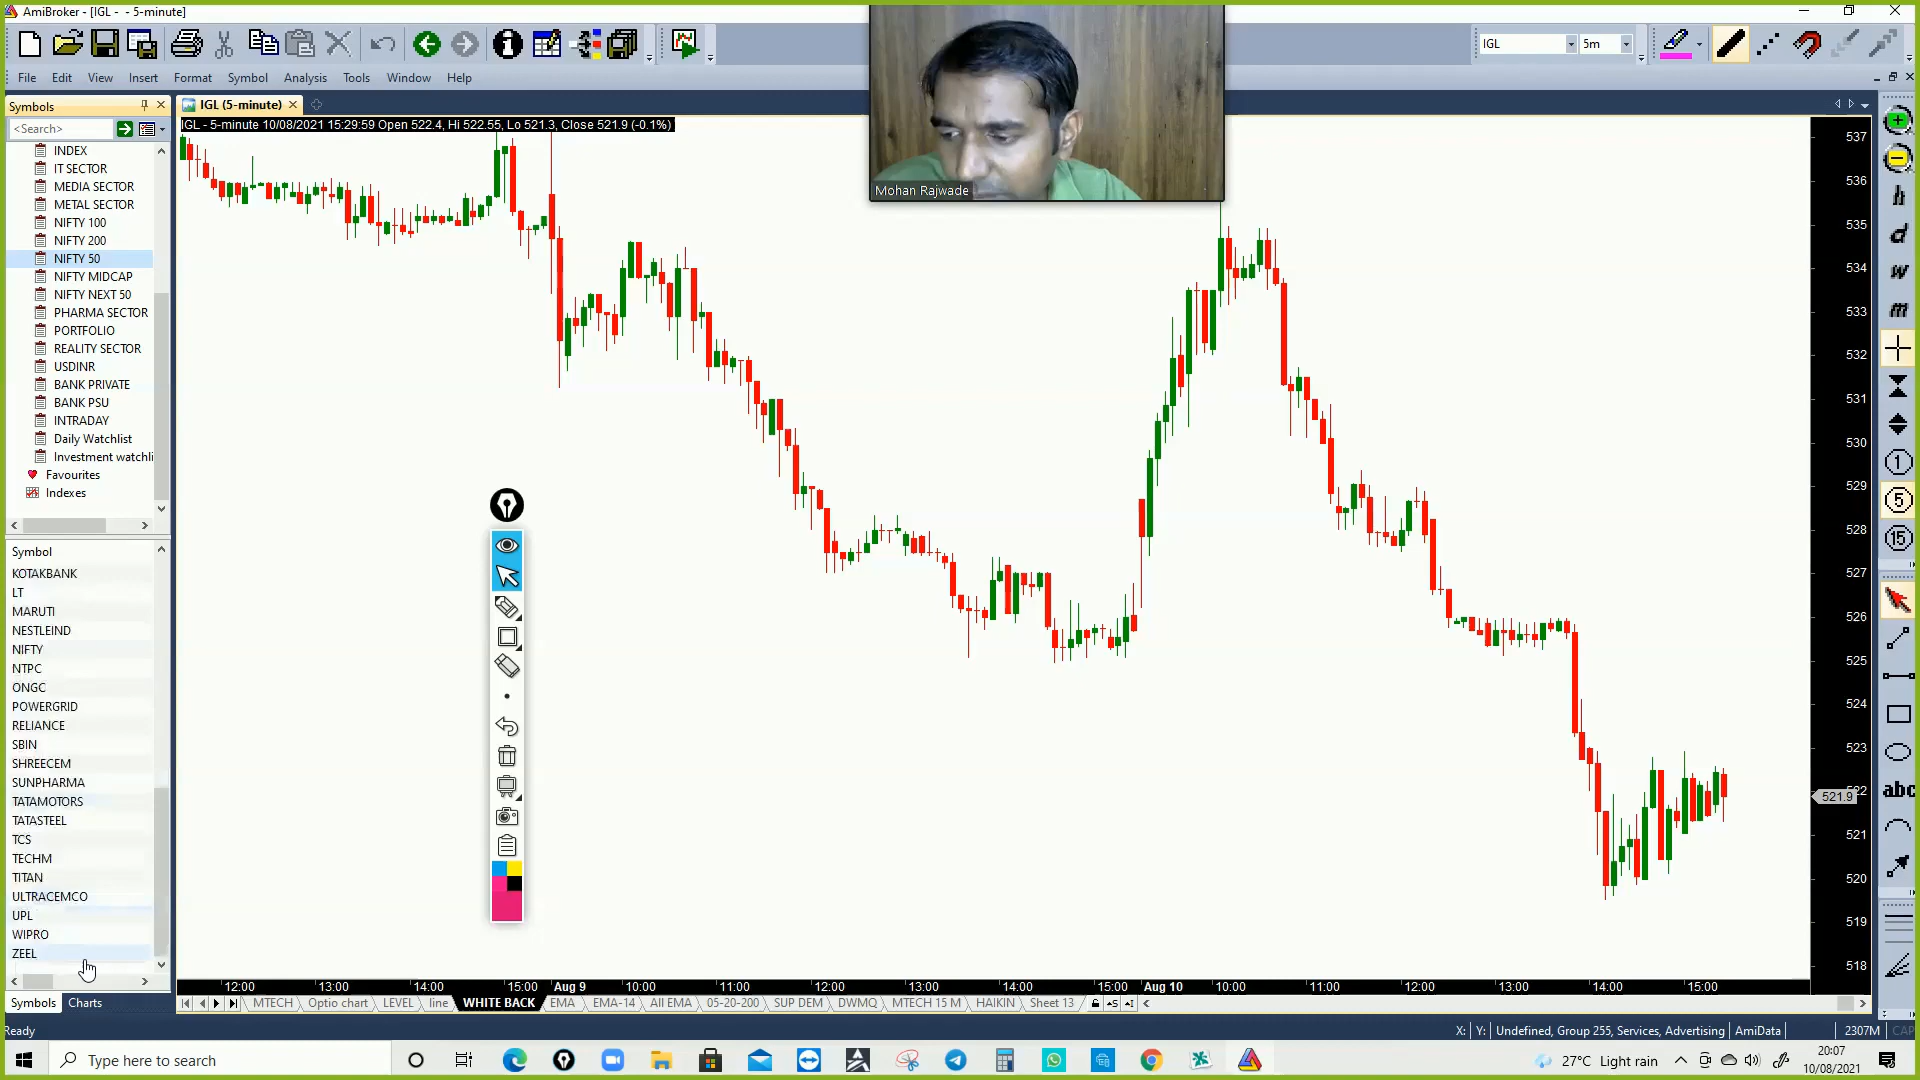 AmiBroker - [IGL - - 5-minute]
IGL
5m
File Edit View Insert Format Symbol Analysis Tools Window Help
Symbols
IGL (5-minute)
<Search>
IGL - 5-minute 10/08/2021 15:29:59 Open 522.4, Hi 522.55, Lo 521.3, Close 521.9 (-0.1%)
Mohan Rajwade
INDEX
IT SECTOR
MEDIA SECTOR
METAL SECTOR
NIFTY 100
NIFTY 200
NIFTY 50
NIFTY MIDCAP
NIFTY NEXT 50
PHARMA SECTOR
PORTFOLIO
REALITY SECTOR
USDINR
BANK PRIVATE
BANK PSU
INTRADAY
Daily Watchlist
Investment watchli
Favourites
Indexes
Symbol
KOTAKBANK
LT
MARUTI
NESTLEIND
NIFTY
NTPC
ONGC
POWERGRID
RELIANCE
SBIN
SHREECEM
SUNPHARMA
TATAMOTORS
TATASTEEL
TCS
TECHM
TITAN
ULTRACEMCO
UPL
WIPRO
ZEEL
Symbols Charts
537
536
535
534
533
532
531
530
529
528
527
526
525
524
523
522
521.9
521
520
519
518
h
d
w
m
1
5
15
abc
12:00 13:00 14:00 15:00 Aug 9 10:00 11:00 12:00 13:00 14:00 15:00 Aug 10 10:00 11:00 12:00 13:00 14:00 15:00
MTECH Optio chart LEVEL line WHITE BACK EMA EMA-14 All EMA 05-20-200 SUP DEM DWMQ MTECH 15 M HAIKIN Sheet 13
Ready
X: Y: Undefined, Group 255, Services, Advertising AmiData 2307M CAP
Type here to search
27°C Light rain
20:07
10/08/2021